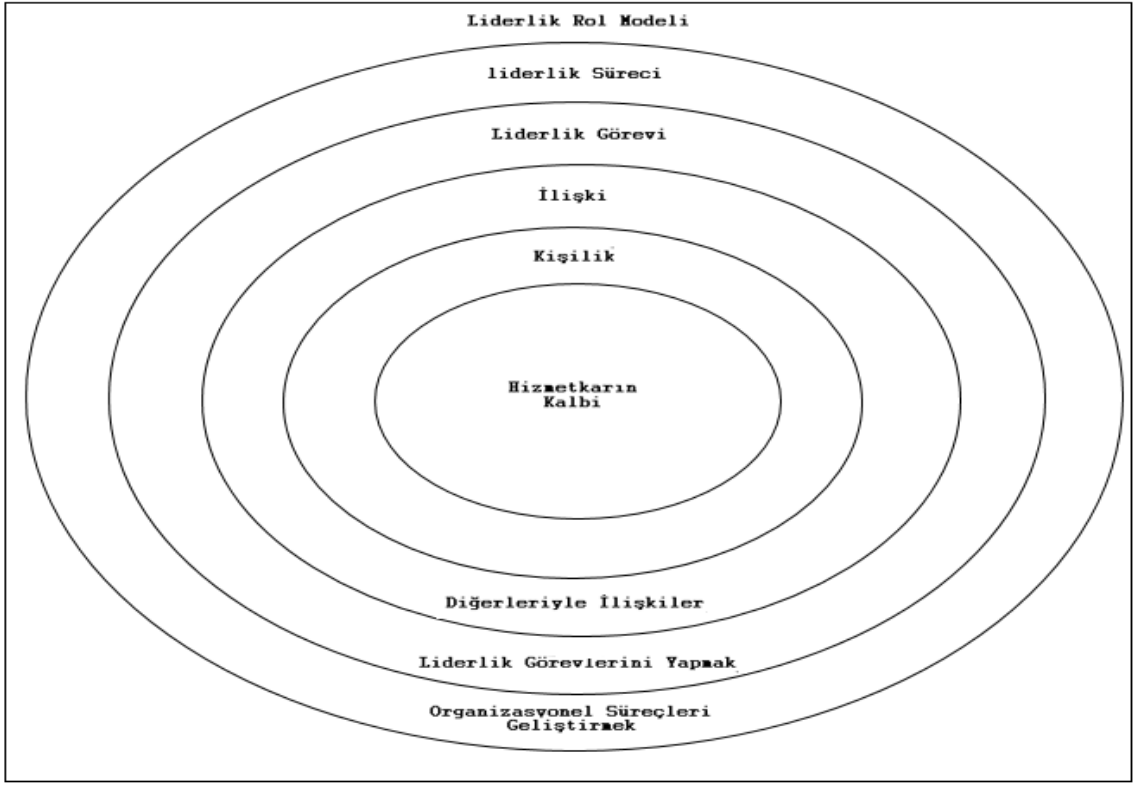 Liderlik Rol Modeli
liderlik Süreci
Liderlik Görevi
İlişki
Kişilik
Hizmetkarın
Kalbi
Diğerleriyle İlişkiler
Liderlik Görevlerini Yapmak
Organizasyonel Süreçleri
Geliştirmek